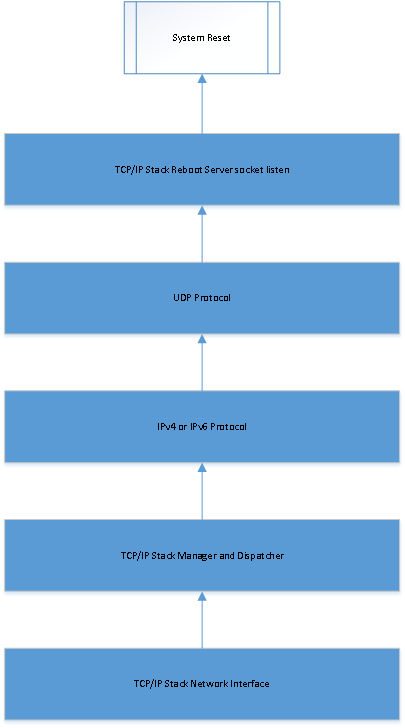 System Reset
TCP/IP Stack Reboot Server socket listen
UDP Protocol
IPv4 or IPv6 Protocol
TCP/IP Stack Manager and Dispatcher
TCP/IP Stack Network Interface